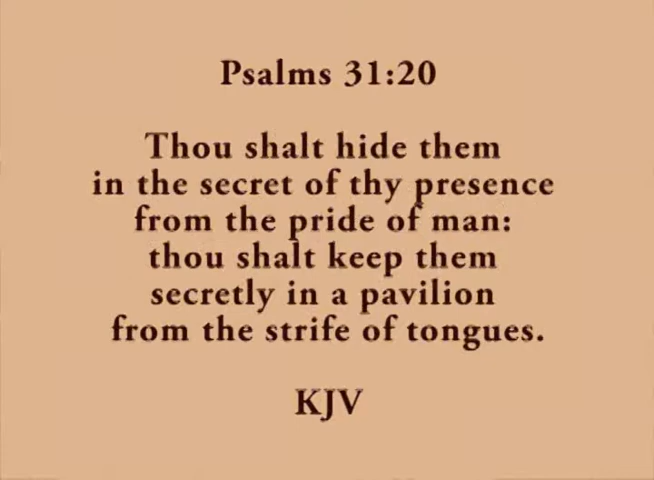 Psalms 31:20
Thou shalt hide them
in the secret of thy presence
from the pride of man:
thou shalt keep them
secretly in a pavilion
from the strife of tongues.
KJV